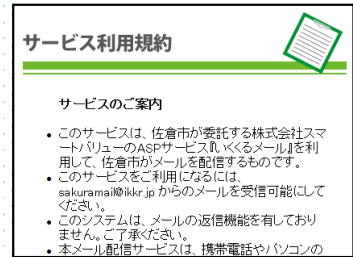 サービス利用規約
サービスのご案内
• このサービスは、佐倉市が委託する株式会社スマ
ートバリューのASPサービス『いくるメール』を利
用して、佐倉市がメールを配信するものです。
• このサービスをご利用になるには、
sakuramail@ikkr.jp からのメールを受信可能にして
ください。
• このシステムは、メールの返信機能を有しており
ません。ご了承ください。
• 本メール配信サービスは、携帯電話やパソコンの